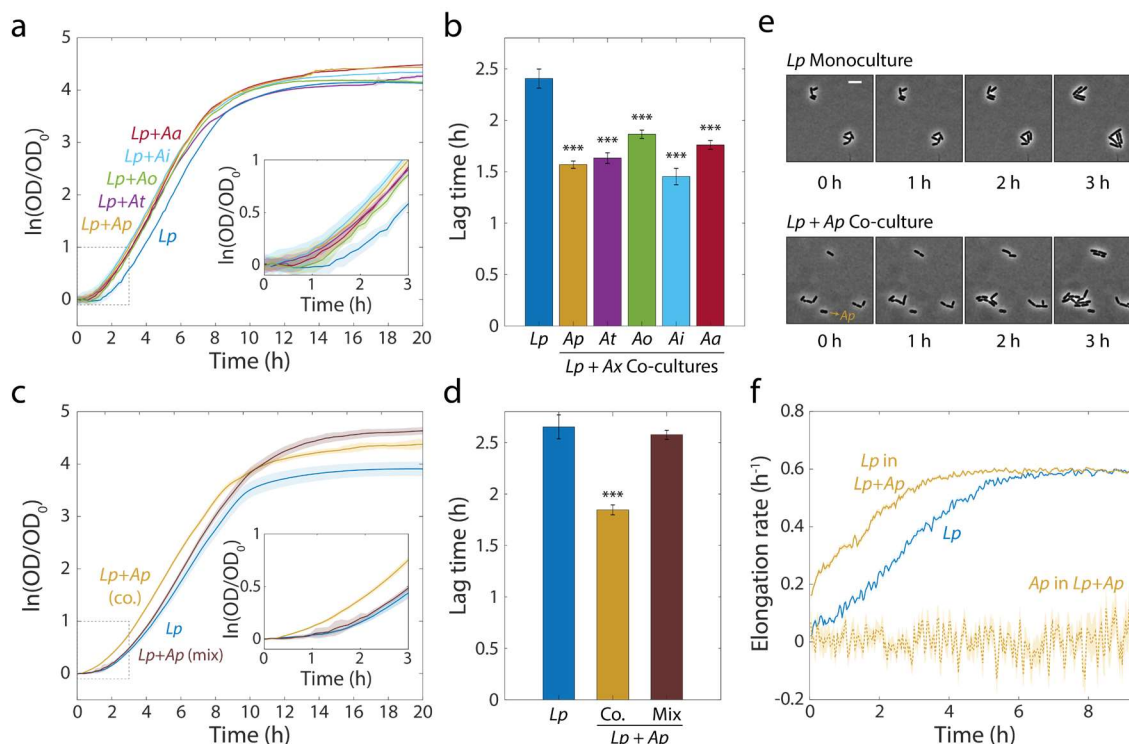 a
5
4
3
2
1
0
ln(OD/OD0)
Lp+Aa
Lp+Ai
Lp+Ao
Lp+At
Lp+Ap
Lp
1
0.5
0
ln(OD/OD0)
0 1 2 3
Time (h)
0 2 4 6 8 10 12 14 16 18 20
Time (h)
b
2.5
2
1.5
1
0.5
0
Lag time (h)
***
***
***
***
***
Lp Ap At Ao Ai Aa
Lp + Ax Co-cultures
e
Lp Monoculture
0 h 1 h 2 h 3 h
Lp + Ap Co-culture
Ap
0 h 1 h 2 h 3 h
c
5
4
3
2
1
0
ln(OD/OD0)
Lp+Ap
(co.)
Lp
Lp+Ap (mix)
1
0.5
0
ln(OD/OD0)
0 1 2 3
Time (h)
0 2 4 6 8 10 12 14 16 18 20
Time (h)
d
2.5
2
1.5
1
0.5
0
Lag time (h)
***
Lp Co. Mix
Lp + Ap
f
0.8
0.6
0.4
0.2
0
-0.2
Elongation rate (h⁻¹)
Lp in
Lp+Ap
Lp
Ap in Lp+Ap
0 2 4 6 8
Time (h)